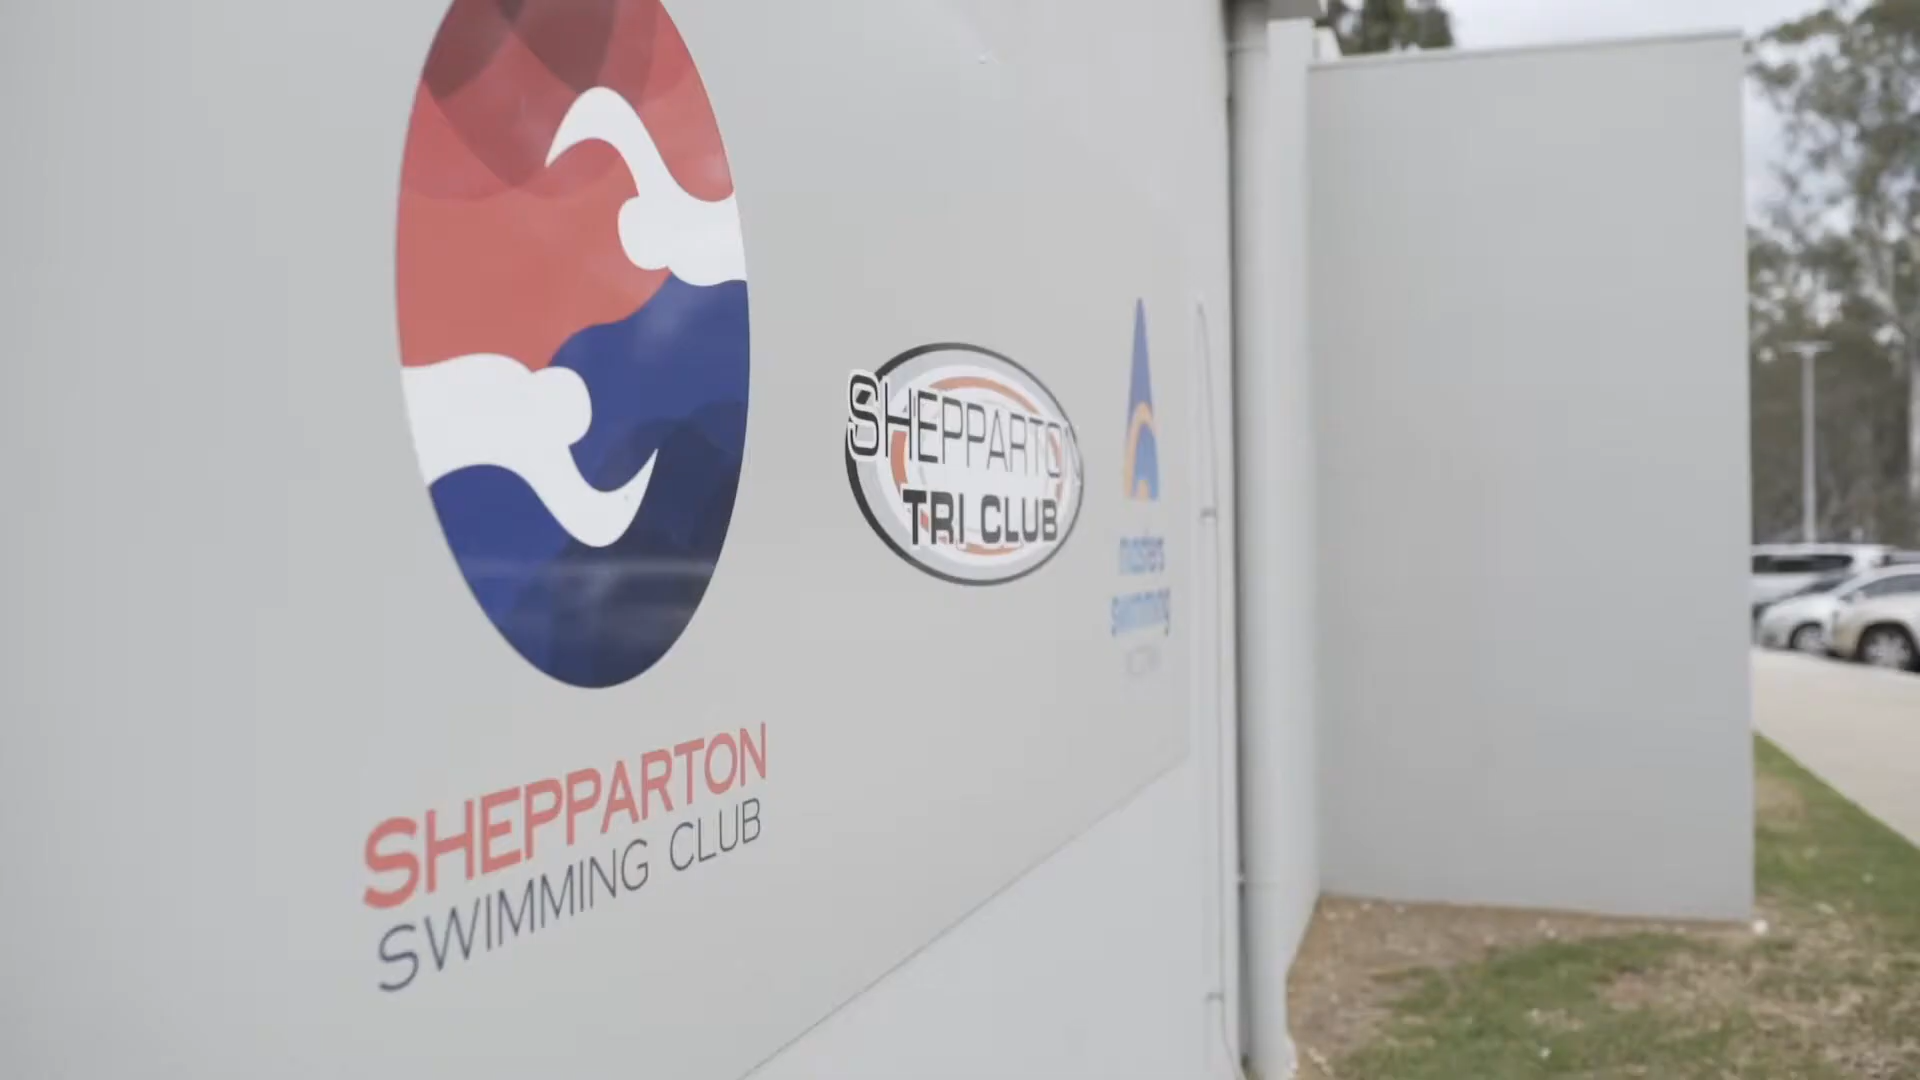 SHEPPARTON
SWIMMING CLUB
SHEPPARTON
TRI CLUB
masters
swimming